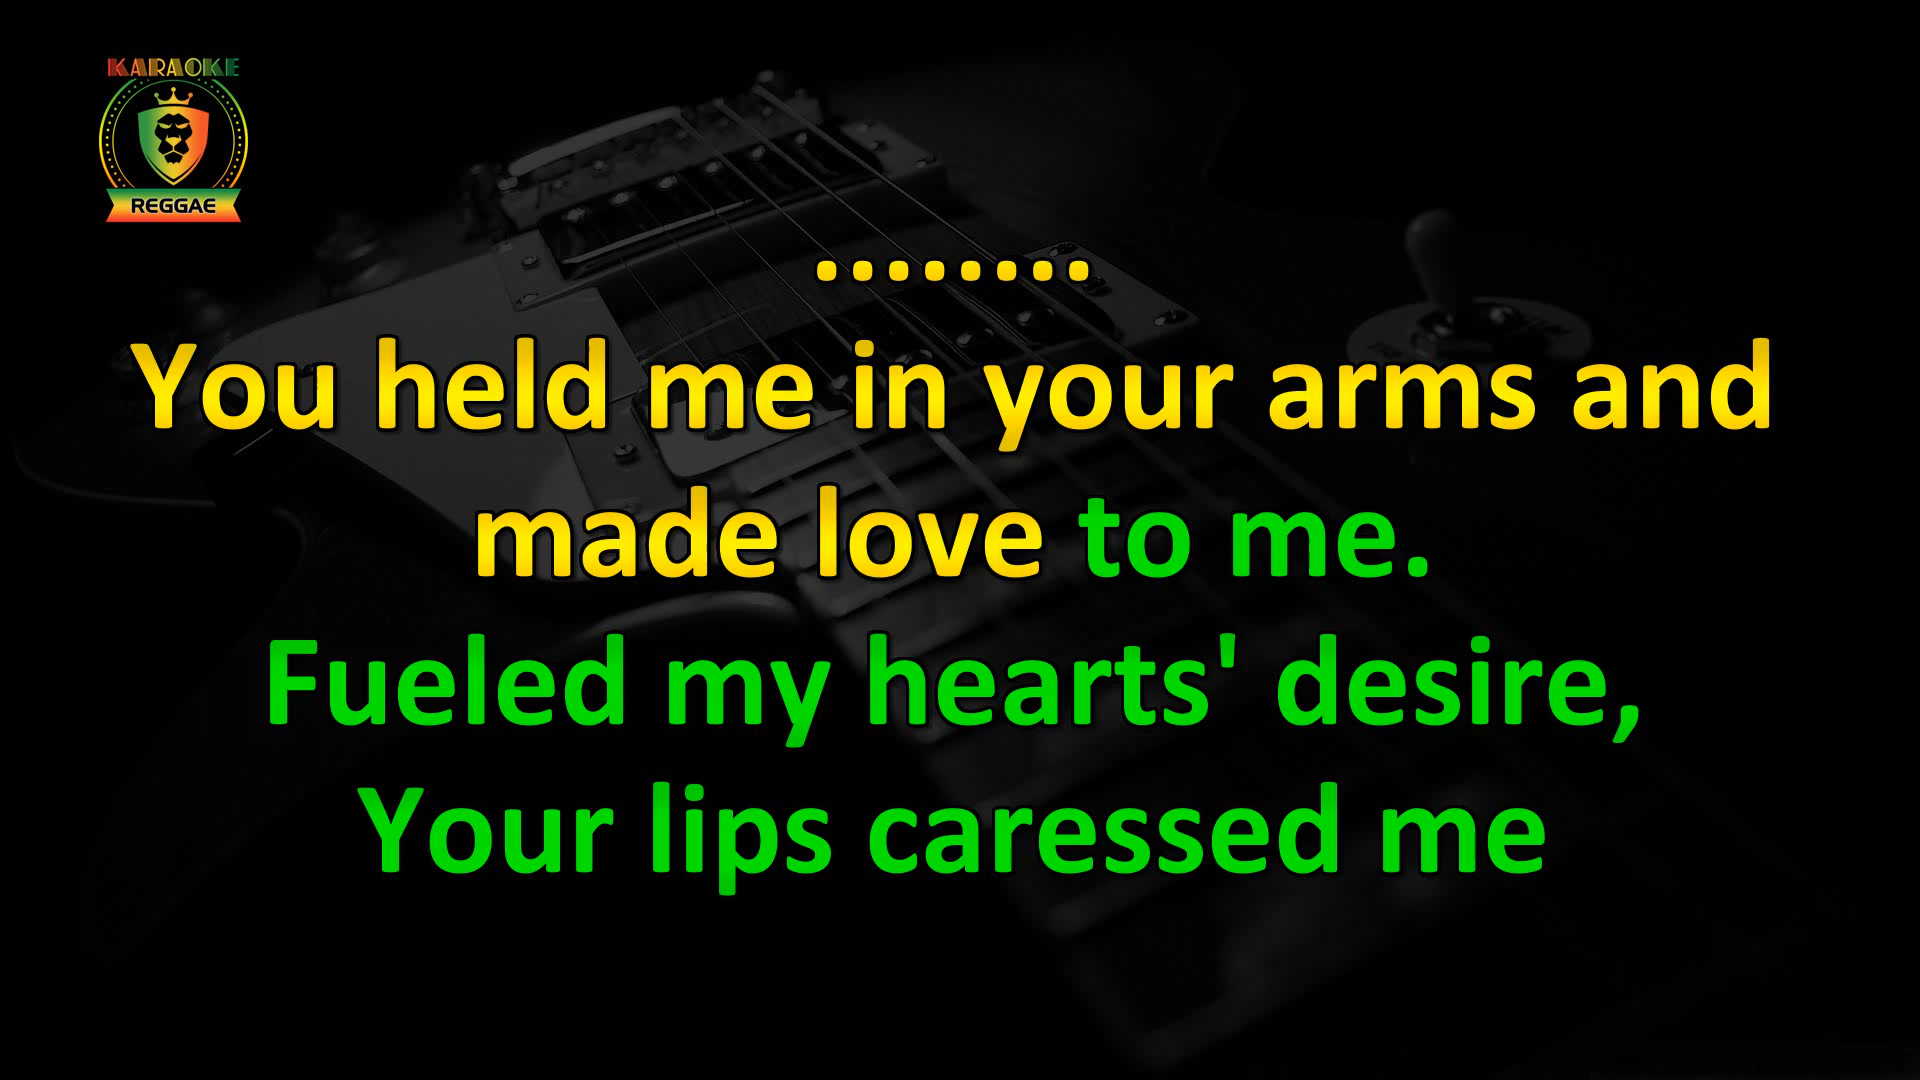 KARAOKE
REGGAE
........
You held me in your arms and
made love to me.
Fueled my hearts' desire,
Your lips caressed me